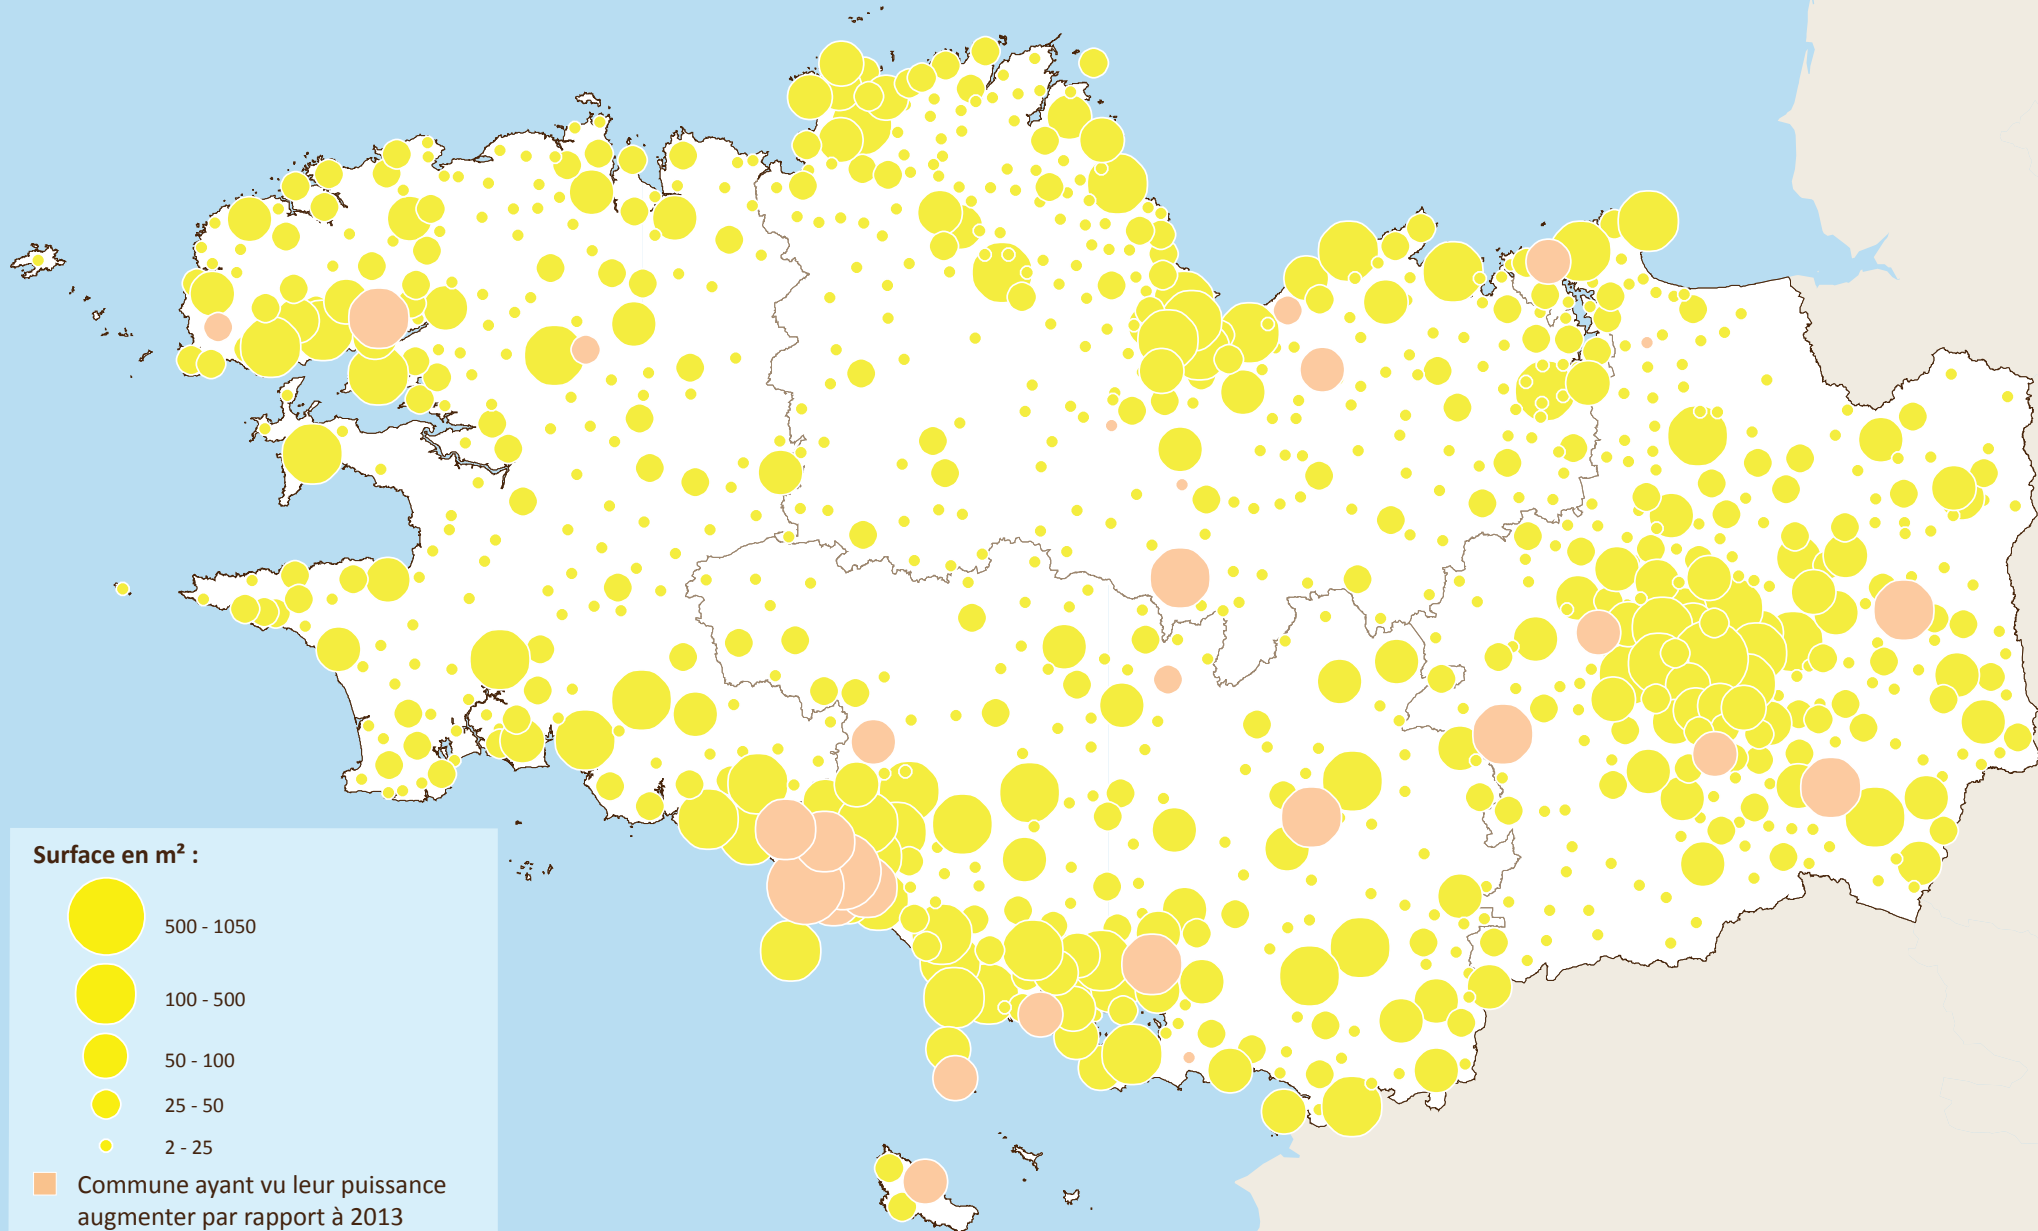 Surface en m² :
500 - 1050
100 - 500
50 - 100
25 - 50
2 - 25
Commune ayant vu leur puissance
augmenter par rapport à 2013